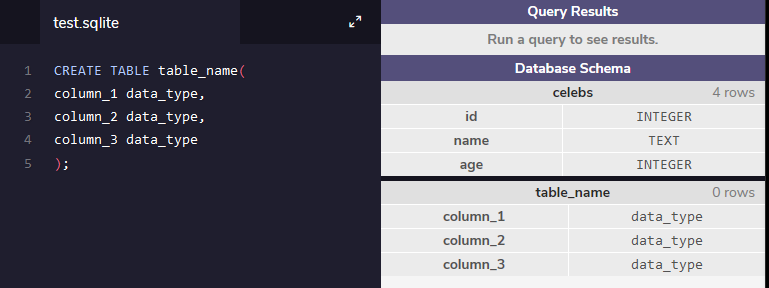 test.sqlite
1 CREATE TABLE table_name(
2 column_1 data_type,
3 column_2 data_type,
4 column_3 data_type
5 );
Query Results
Run a query to see results.
Database Schema
celebs 4 rows
id INTEGER
name TEXT
age INTEGER
table_name 0 rows
column_1 data_type
column_2 data_type
column_3 data_type